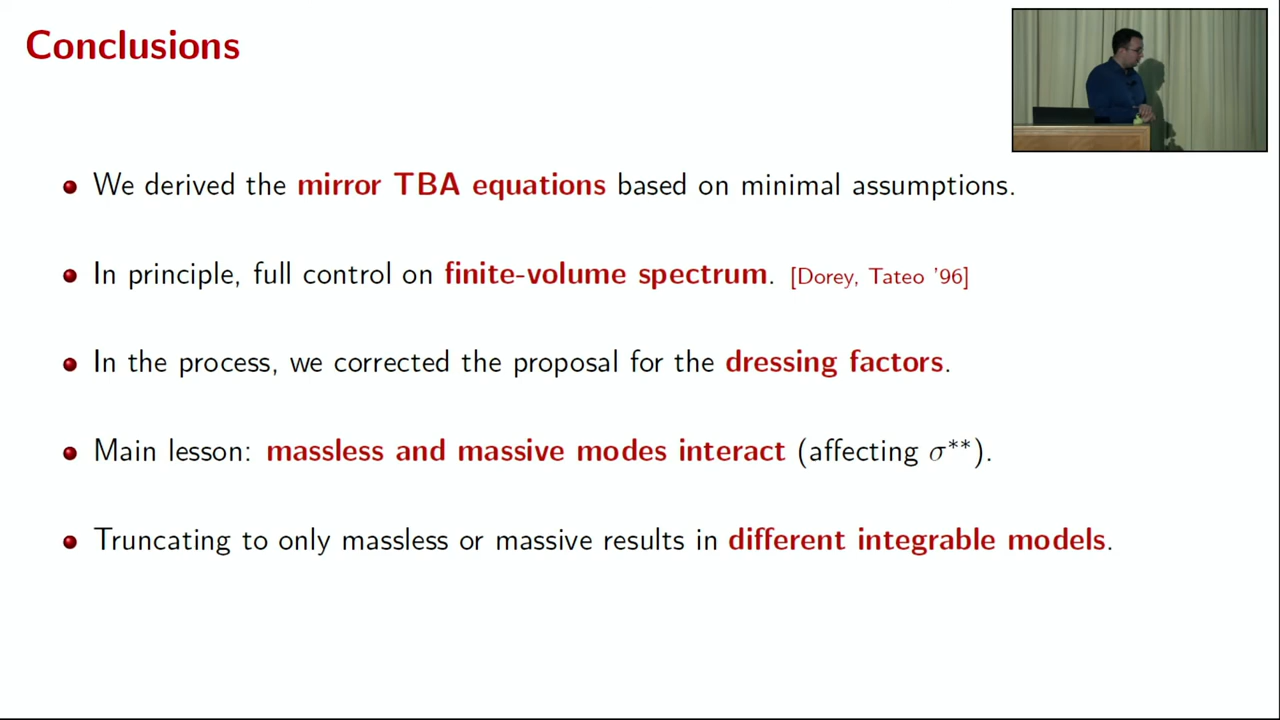 Conclusions
We derived the mirror TBA equations based on minimal assumptions.
In principle, full control on finite-volume spectrum. [Dorey, Tateo '96]
In the process, we corrected the proposal for the dressing factors.
Main lesson: massless and massive modes interact (affecting σ**).
Truncating to only massless or massive results in different integrable models.